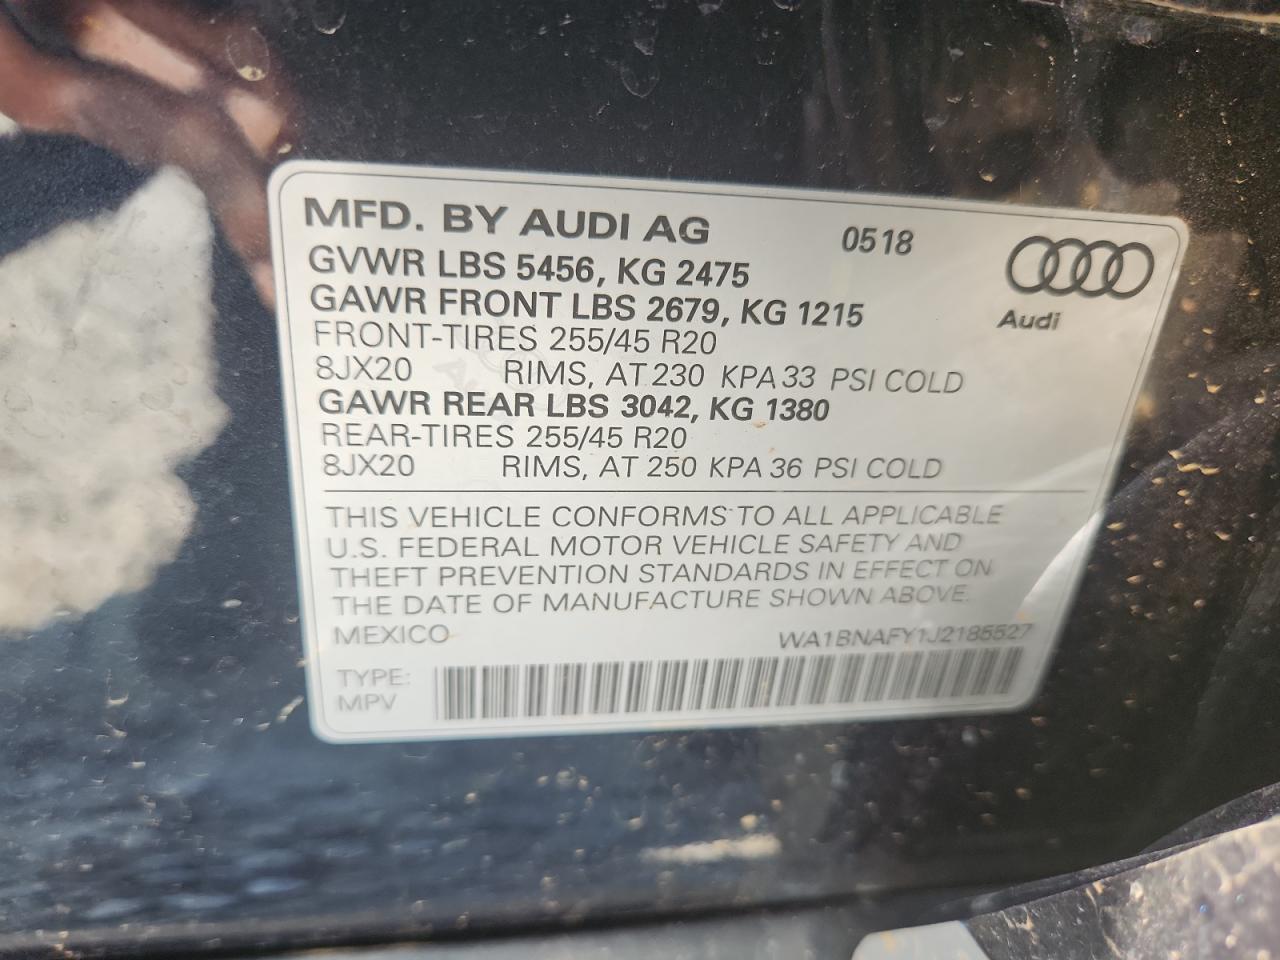 MFD. BY AUDI AG 0518
GVWR LBS 5456, KG 2475
GAWR FRONT LBS 2679, KG 1215
Audi
FRONT-TIRES 255/45 R20
8JX20 RIMS, AT 230 KPA 33 PSI COLD
GAWR REAR LBS 3042, KG 1380
REAR-TIRES 255/45 R20
8JX20 RIMS, AT 250 KPA 36 PSI COLD
THIS VEHICLE CONFORMS TO ALL APPLICABLE
U.S. FEDERAL MOTOR VEHICLE SAFETY AND
THEFT PREVENTION STANDARDS IN EFFECT ON
THE DATE OF MANUFACTURE SHOWN ABOVE.
MEXICO WA1BNAFY1J2185527
TYPE:
MPV